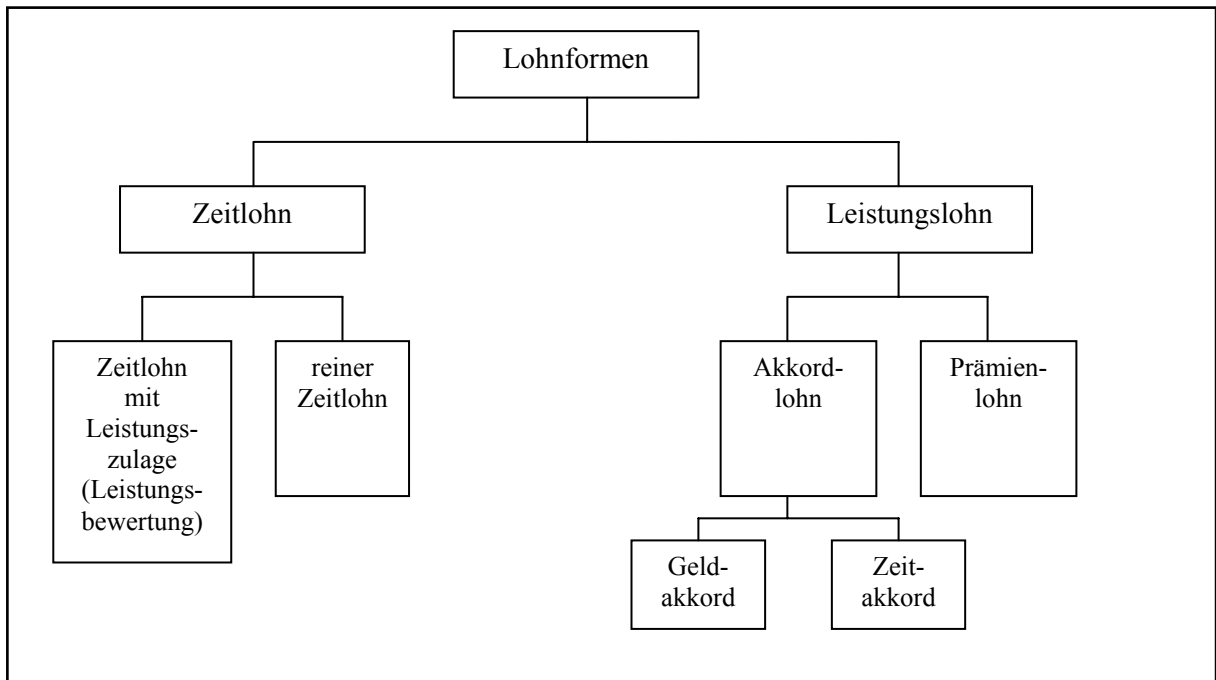 Lohnformen
Zeitlohn
Leistungslohn
Zeitlohn
mit
Leistungs-
zulage
(Leistungs-
bewertung)
reiner
Zeitlohn
Akkord-
lohn
Prämien-
lohn
Geld-
akkord
Zeit-
akkord